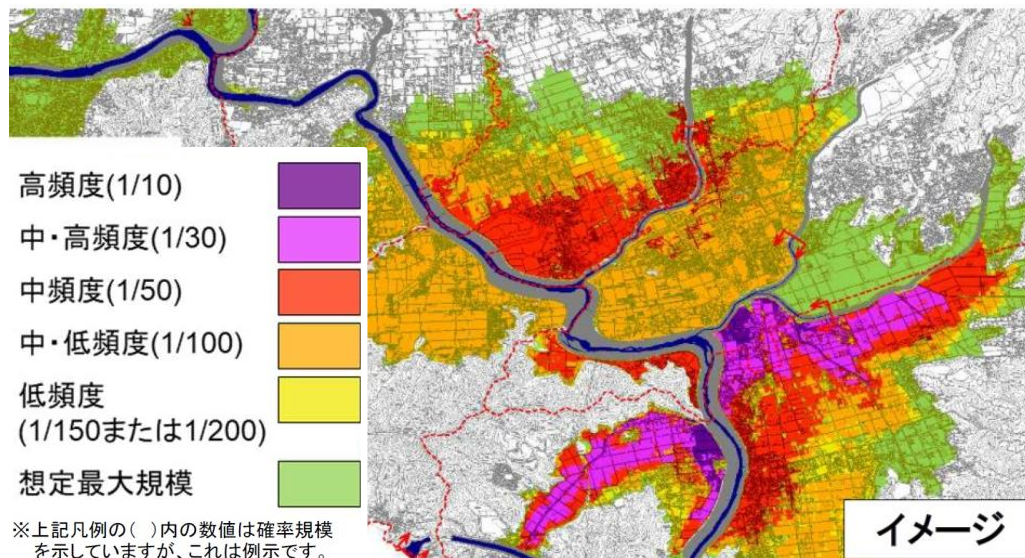 高頻度(1/10)
中・高頻度(1/30)
中頻度(1/50)
中・低頻度(1/100)
低頻度
(1/150または1/200)
想定最大規模
※上記凡例の( )内の数値は確率規模
を示していますが、これは例示です。
イメージ